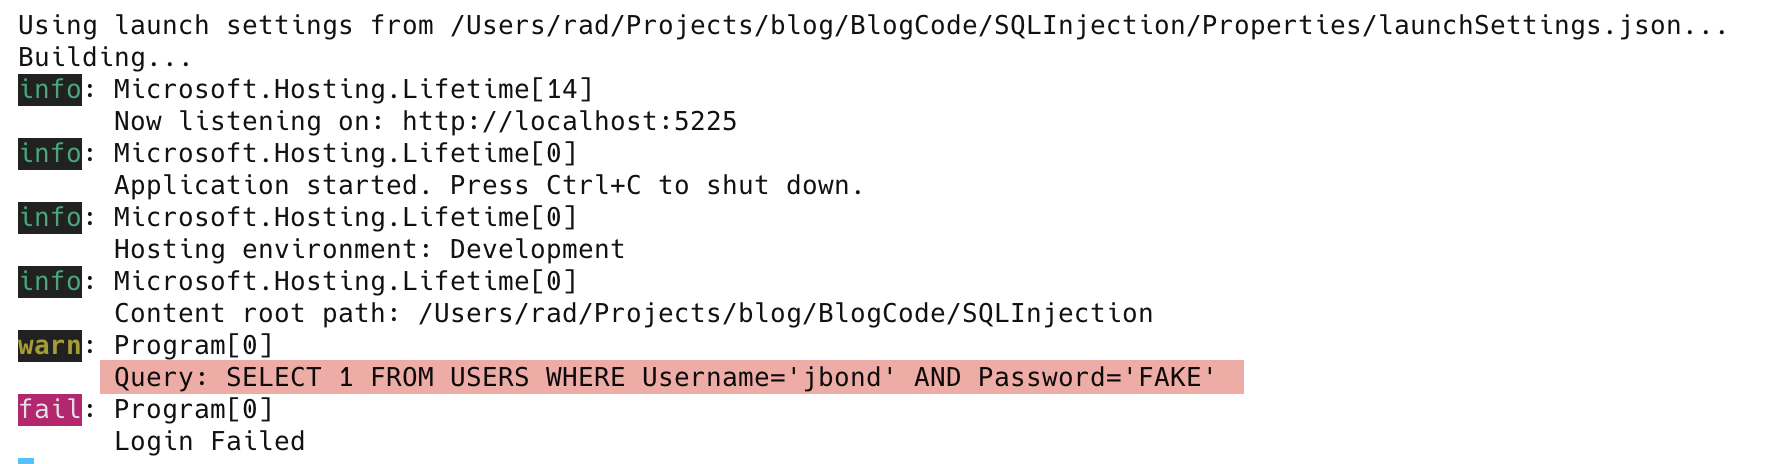 Using launch settings from /Users/rad/Projects/blog/BlogCode/SQLInjection/Properties/launchSettings.json...
Building...
info: Microsoft.Hosting.Lifetime[14]
      Now listening on: http://localhost:5225
info: Microsoft.Hosting.Lifetime[0]
      Application started. Press Ctrl+C to shut down.
info: Microsoft.Hosting.Lifetime[0]
      Hosting environment: Development
info: Microsoft.Hosting.Lifetime[0]
      Content root path: /Users/rad/Projects/blog/BlogCode/SQLInjection
warn: Program[0]
      Query: SELECT 1 FROM USERS WHERE Username='jbond' AND Password='FAKE'
fail: Program[0]
      Login Failed